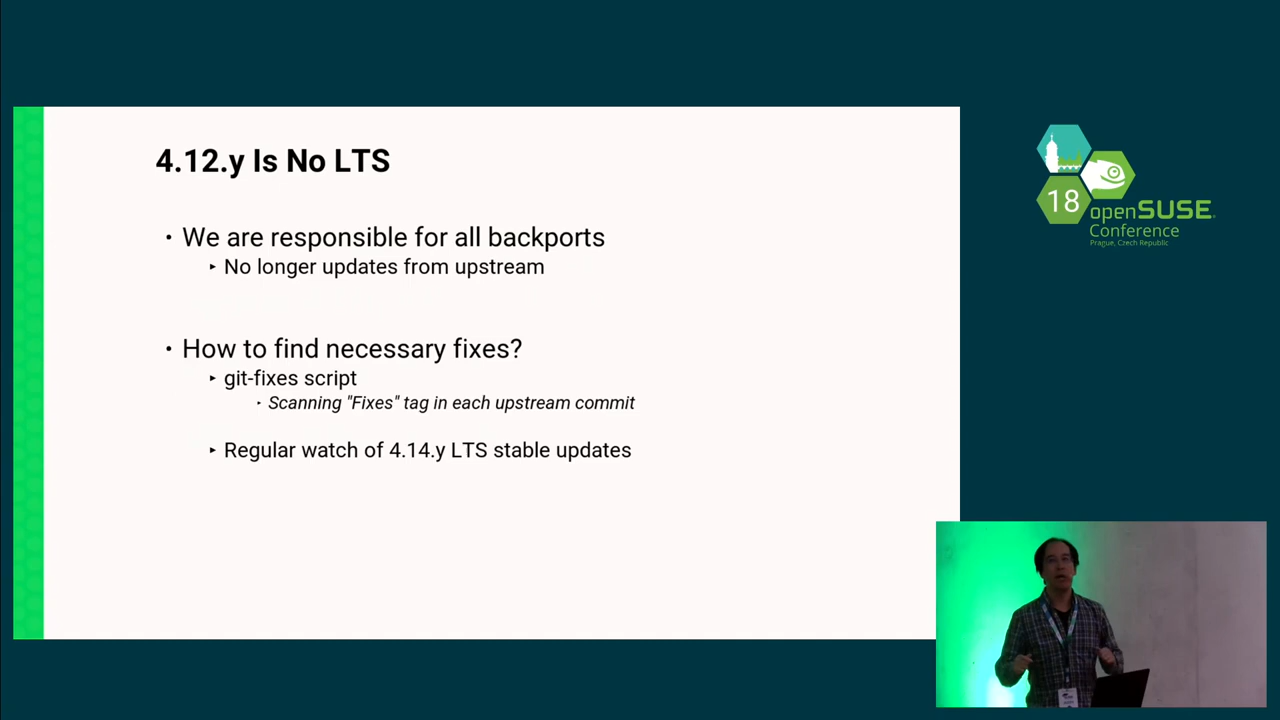 4.12.y Is No LTS
• We are responsible for all backports
‣ No longer updates from upstream
• How to find necessary fixes?
‣ git-fixes script
‣ Scanning "Fixes" tag in each upstream commit
‣ Regular watch of 4.14.y LTS stable updates
18
openSUSE
Conference
Prague, Czech Republic